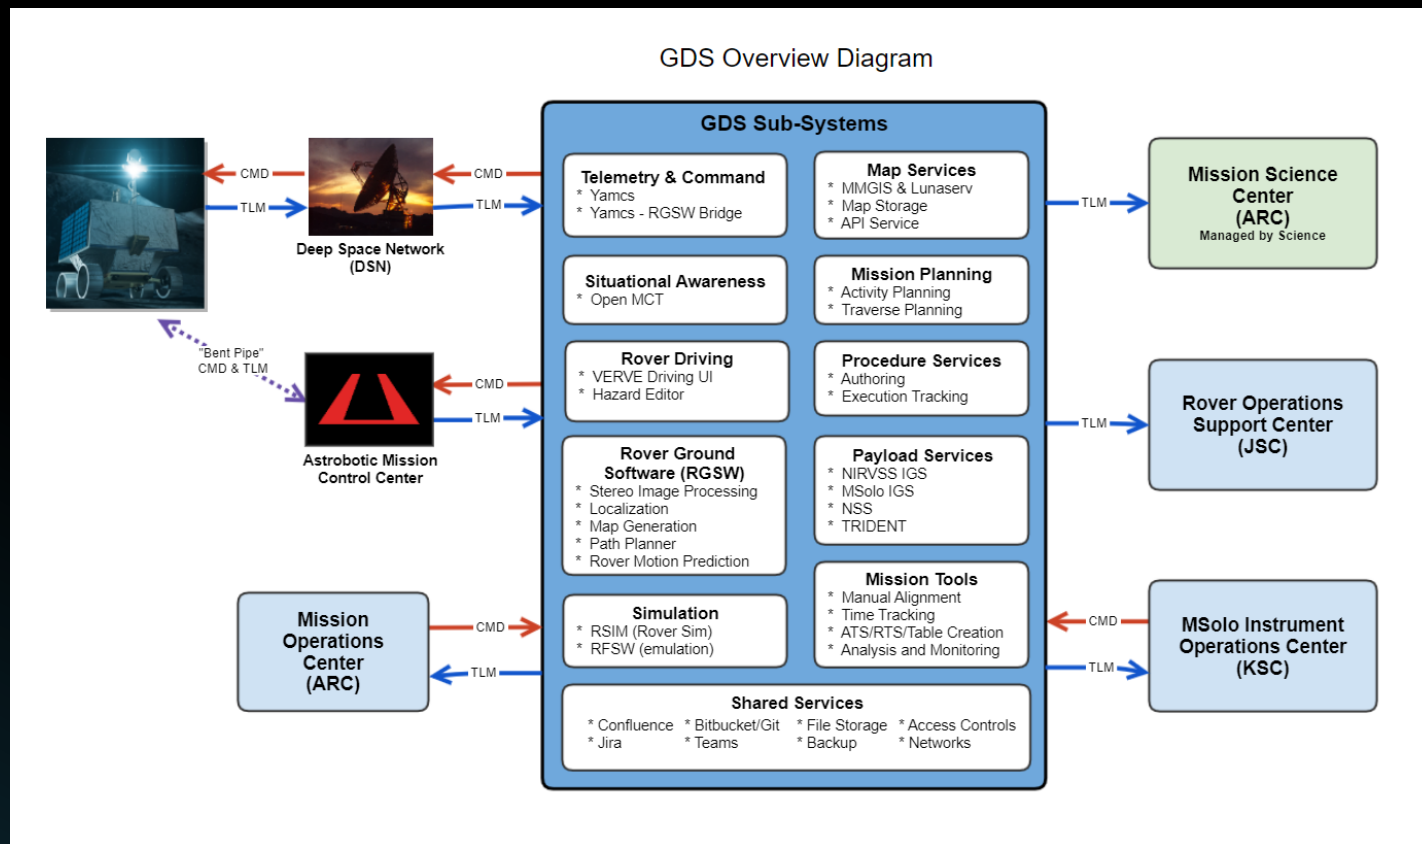 GDS Overview Diagram
GDS Sub-Systems
CMD
TLM
CMD
TLM
Deep Space Network
(DSN)
"Bent Pipe"
CMD & TLM
CMD
TLM
Astrobotic Mission
Control Center
Mission
Operations
Center
(ARC)
CMD
TLM
Telemetry & Command
* Yamcs
* Yamcs - RGSW Bridge
Situational Awareness
* Open MCT
Rover Driving
* VERVE Driving UI
* Hazard Editor
Rover Ground
Software (RGSW)
* Stereo Image Processing
* Localization
* Map Generation
* Path Planner
* Rover Motion Prediction
Simulation
* RSIM (Rover Sim)
* RFSW (emulation)
Map Services
* MMGIS & Lunaserv
* Map Storage
* API Service
Mission Planning
* Activity Planning
* Traverse Planning
Procedure Services
* Authoring
* Execution Tracking
Payload Services
* NIRVSS IGS
* MSolo IGS
* NSS
* TRIDENT
Mission Tools
* Manual Alignment
* Time Tracking
* ATS/RTS/Table Creation
* Analysis and Monitoring
Shared Services
* Confluence * Bitbucket/Git * File Storage * Access Controls
* Jira * Teams * Backup * Networks
TLM
Mission Science
Center
(ARC)
Managed by Science
TLM
Rover Operations
Support Center
(JSC)
CMD
TLM
MSolo Instrument
Operations Center
(KSC)